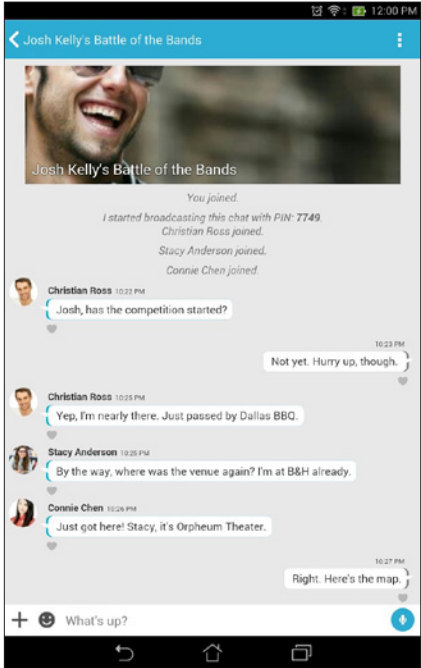 12:00 PM
Josh Kelly's Battle of the Bands
Josh Kelly's Battle of the Bands
You joined.
I started broadcasting this chat with PIN: 7749.
Christian Ross joined.
Stacy Anderson joined.
Connie Chen joined.
Christian Ross 10:22 PM
Josh, has the competition started?
10:23 PM
Not yet. Hurry up, though.
Christian Ross 10:25 PM
Yep, I'm nearly there. Just passed by Dallas BBQ.
Stacy Anderson 10:25 PM
By the way, where was the venue again? I'm at B&H already.
Connie Chen 10:26 PM
Just got here! Stacy, it's Orpheum Theater.
10:27 PM
Right. Here's the map.
What's up?